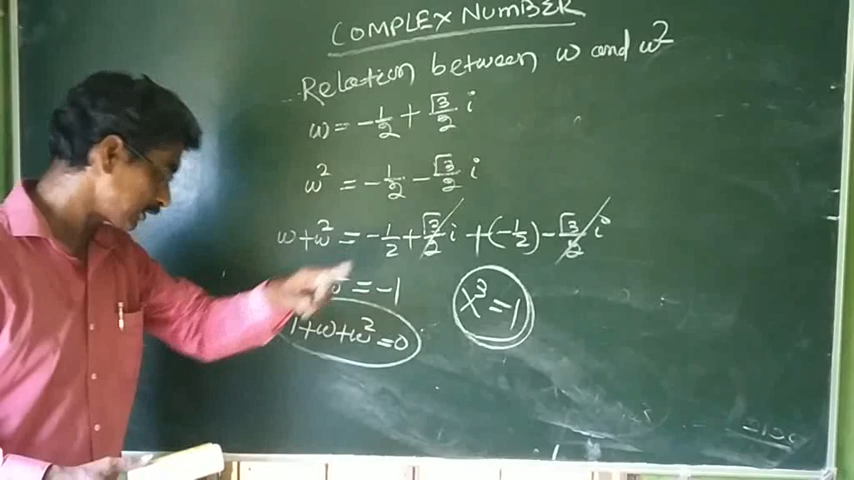 COMPLEX NUMBER
Relation between ω and ω²
ω = -1/2 + √3/2 i
ω² = -1/2 - √3/2 i
ω+ω² = -1/2 + √3/2 i + (-1/2) - √3/2 i
= -1
x³ = 1
1+ω+ω² = 0